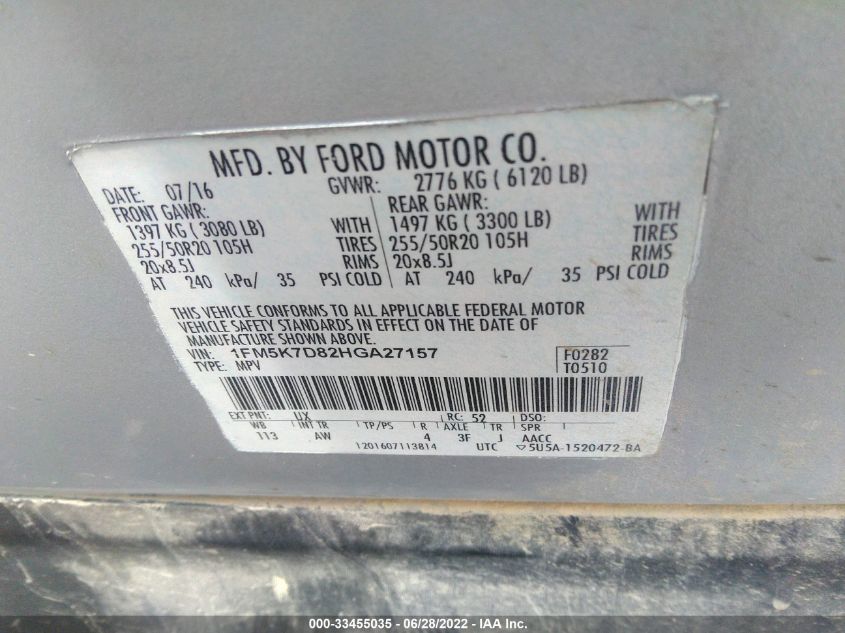 MFD. BY FORD MOTOR CO.
DATE: 07/16 GVWR: 2776 KG ( 6120 LB)
FRONT GAWR: REAR GAWR:
1397 KG ( 3080 LB) WITH 1497 KG ( 3300 LB) WITH
255/50R20 105H TIRES 255/50R20 105H TIRES
20x8.5J RIMS 20x8.5J RIMS
AT 240 kPa/ 35 PSI COLD AT 240 kPa/ 35 PSI COLD
THIS VEHICLE CONFORMS TO ALL APPLICABLE FEDERAL MOTOR
VEHICLE SAFETY STANDARDS IN EFFECT ON THE DATE OF
MANUFACTURE SHOWN ABOVE.
VIN: 1FM5K7D82HGA27157 F0282
TYPE: MPV T0510
EXT PNT: UX RC: 52 DSO:
WB INT TR TP/PS R AXLE TR SPR
113 AW 4 3F J AACC
1201607113814 UTC ▽5U5A-1520472-BA
000-33455035 - 06/28/2022 - IAA Inc.